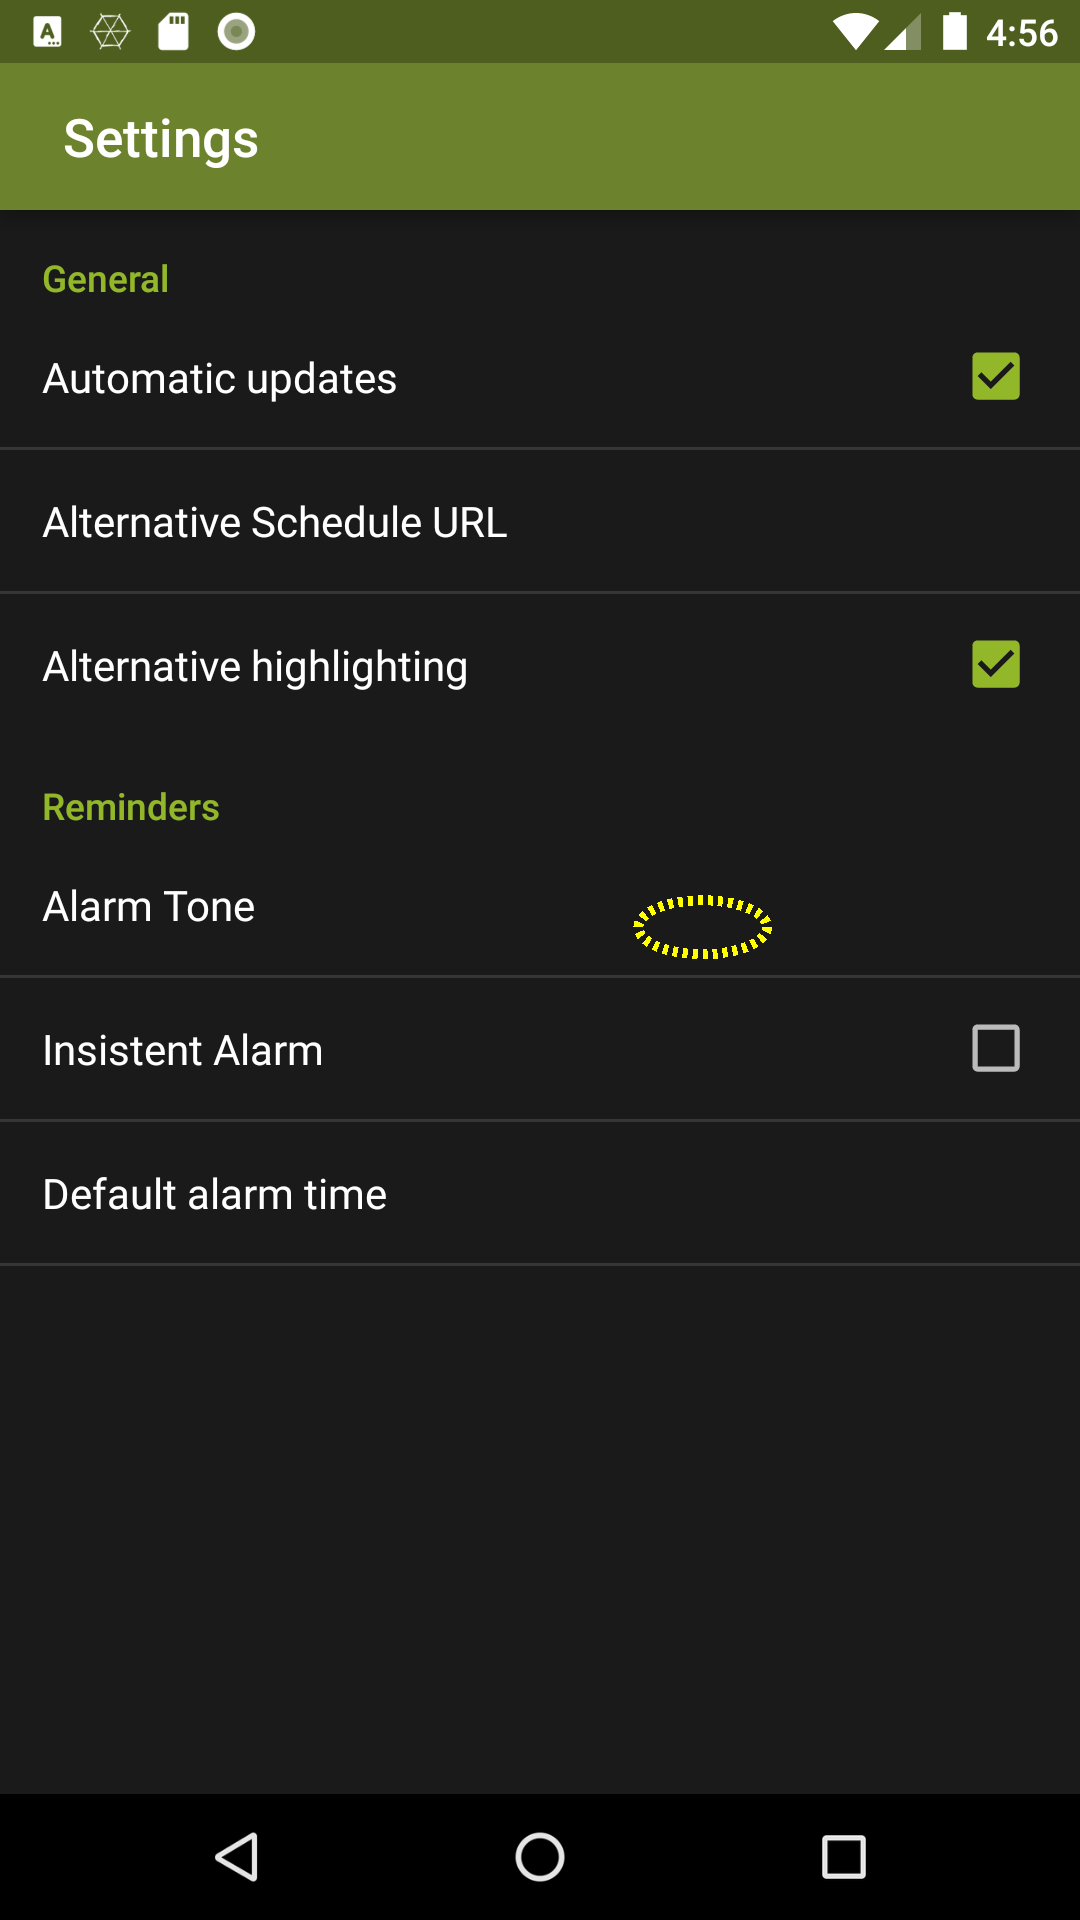 4:56
Settings
General
Automatic updates
Alternative Schedule URL
Alternative highlighting
Reminders
Alarm Tone
Insistent Alarm
Default alarm time